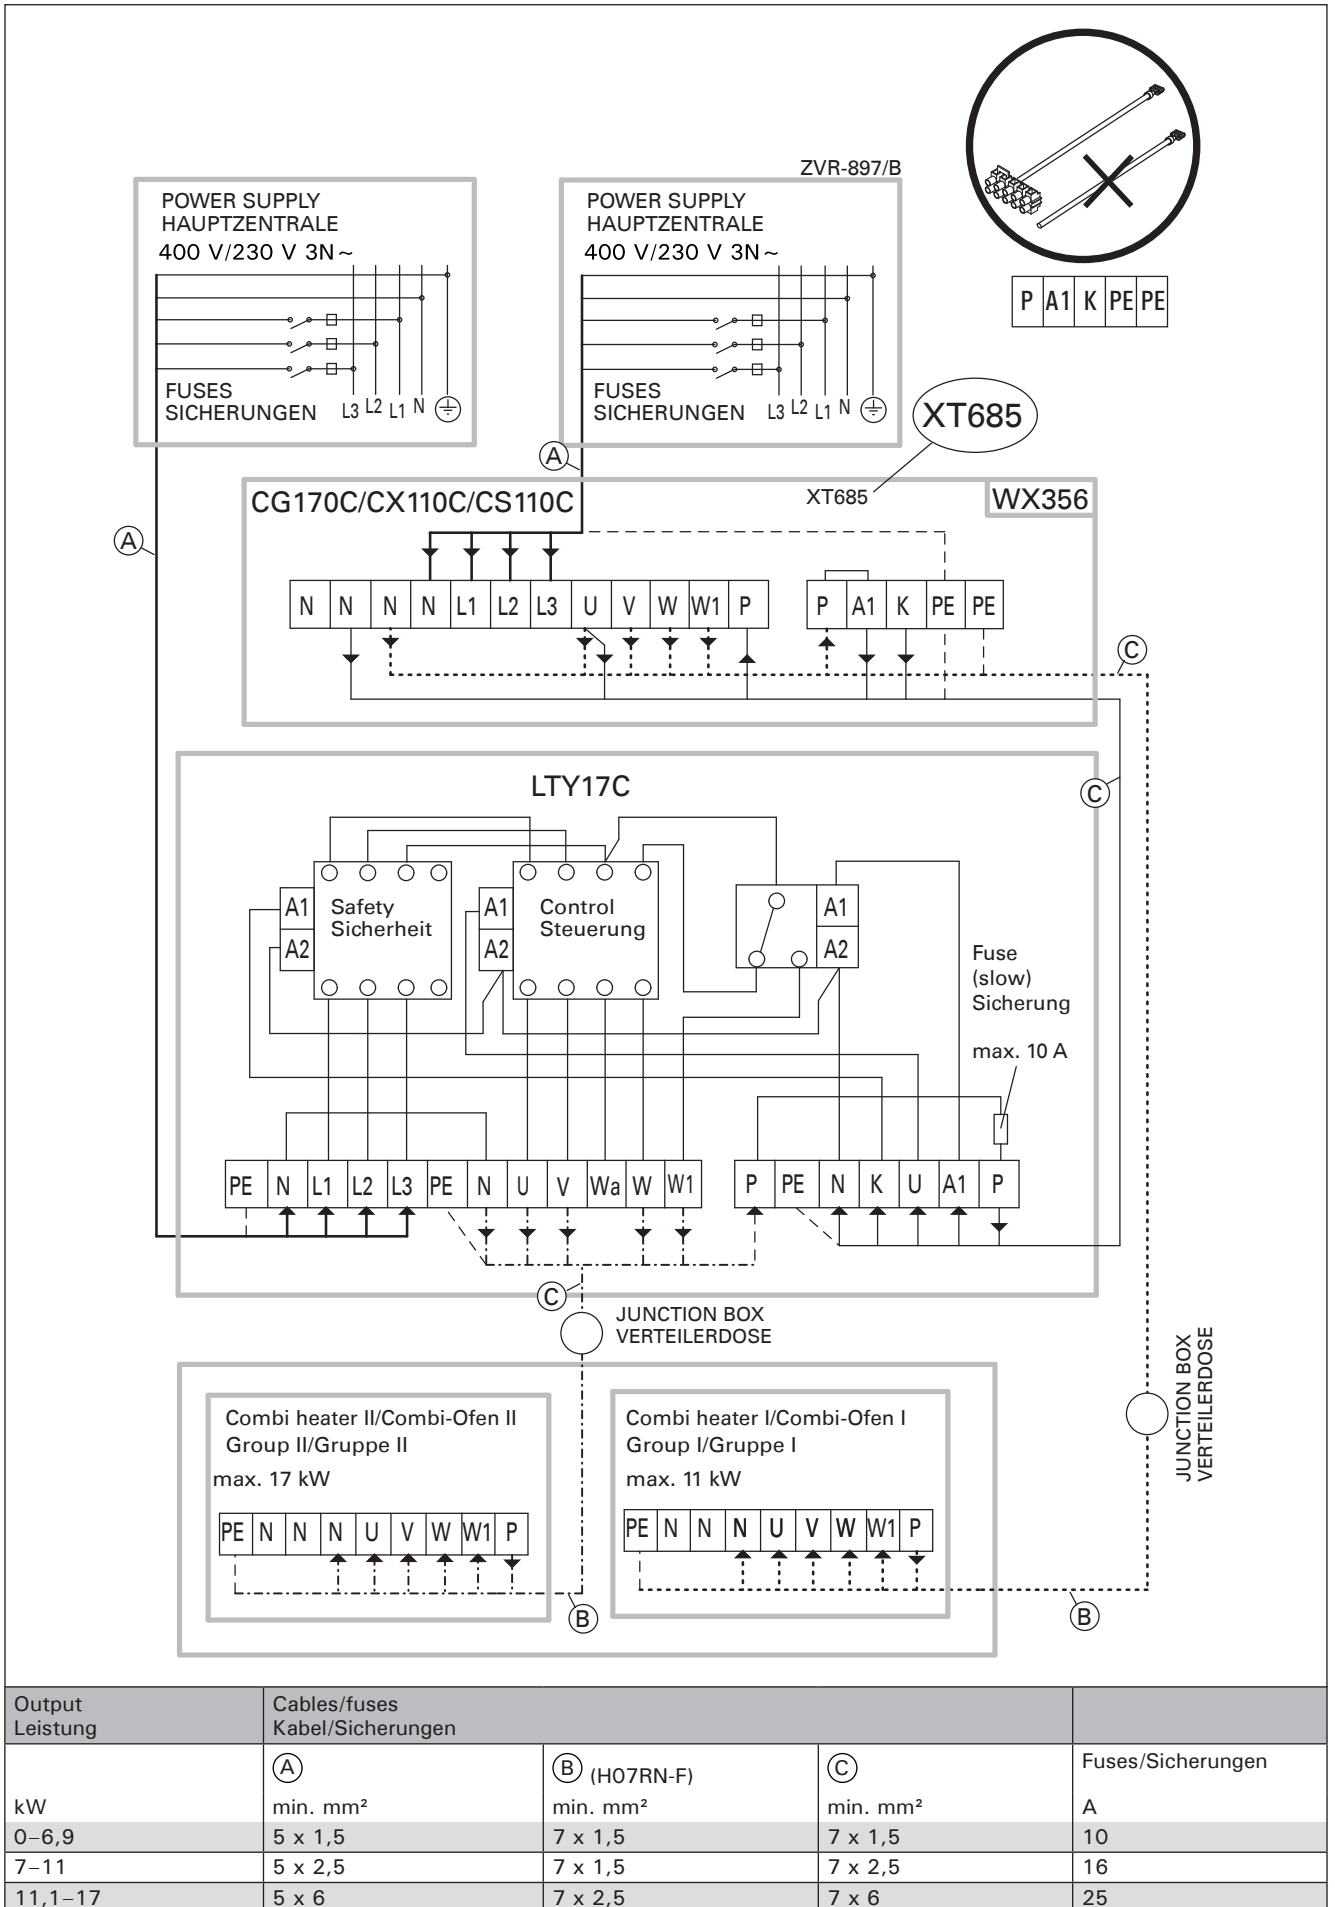 ZVR-897/B
POWER SUPPLY
HAUPTZENTRALE
400 V/230 V 3N~
FUSES
SICHERUNGEN
L3 L2 L1 N
POWER SUPPLY
HAUPTZENTRALE
400 V/230 V 3N~
FUSES
SICHERUNGEN
L3 L2 L1 N
P A1 K PE PE
XT685
A
A
CG170C/CX110C/CS110C
XT685
WX356
N N N N L1 L2 L3 U V W W1 P
P A1 K PE PE
C
LTY17C
C
A1
A2
Safety
Sicherheit
A1
A2
Control
Steuerung
A1
A2
Fuse
(slow)
Sicherung
max. 10 A
PE N L1 L2 L3 PE N U V Wa W W1
P PE N K U A1 P
C
JUNCTION BOX
VERTEILERDOSE
JUNCTION BOX
VERTEILERDOSE
Combi heater II/Combi-Ofen II
Group II/Gruppe II
max. 17 kW
PE N N N U V W W1 P
B
Combi heater I/Combi-Ofen I
Group I/Gruppe I
max. 11 kW
PE N N N U V W W1 P
B
Output
Leistung
Cables/fuses
Kabel/Sicherungen
A B (H07RN-F) C Fuses/Sicherungen
kW min. mm² min. mm² min. mm² A
0–6,9 5 x 1,5 7 x 1,5 7 x 1,5 10
7–11 5 x 2,5 7 x 1,5 7 x 2,5 16
11,1–17 5 x 6 7 x 2,5 7 x 6 25